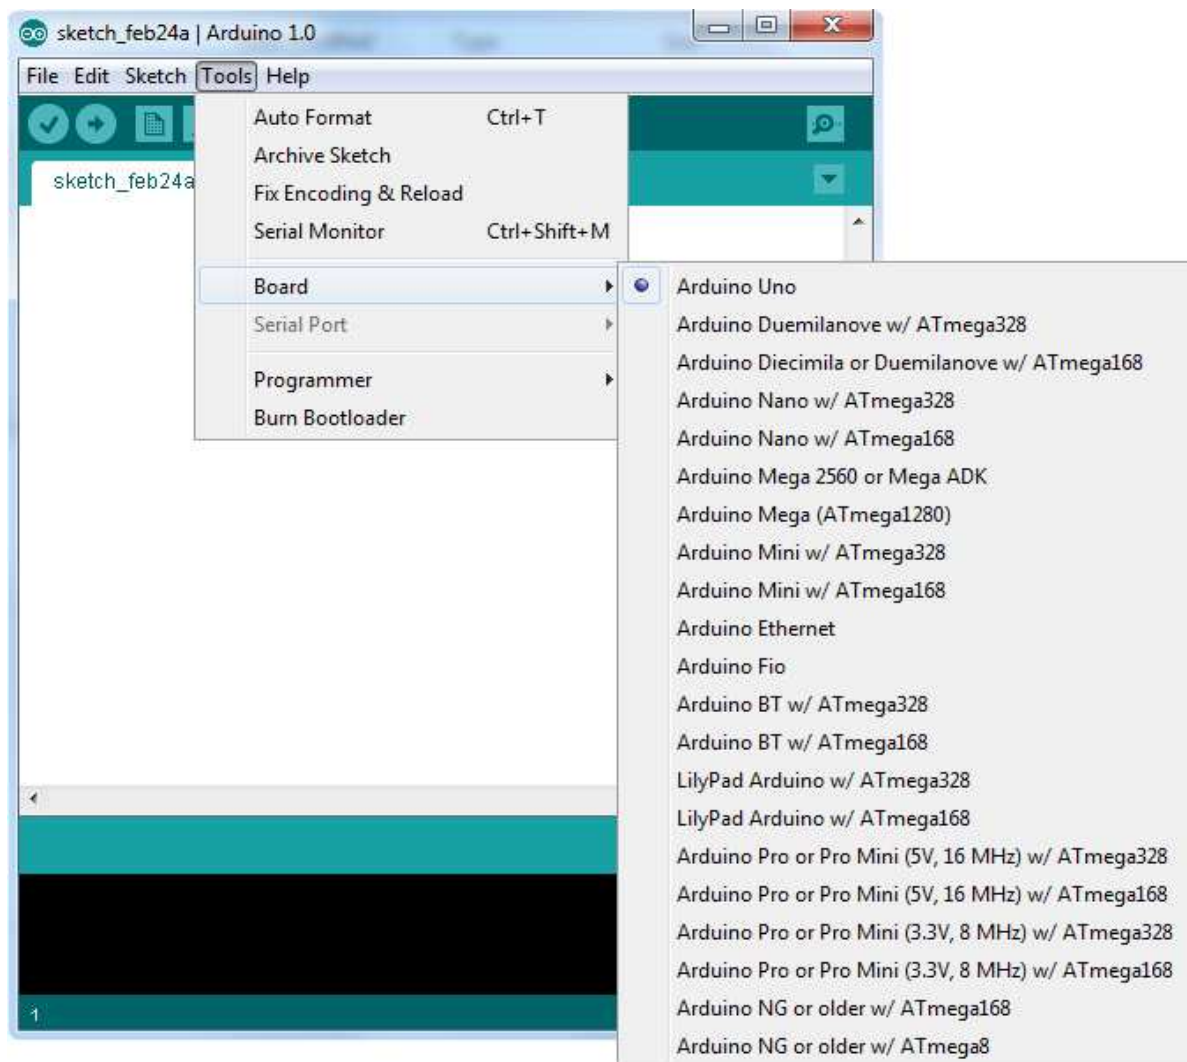 sketch_feb24a | Arduino 1.0
File Edit Sketch Tools Help
Auto Format Ctrl+T
Archive Sketch
sketch_feb24a
Fix Encoding & Reload
Serial Monitor Ctrl+Shift+M
Board
Serial Port
Programmer
Burn Bootloader
Arduino Uno
Arduino Duemilanove w/ ATmega328
Arduino Diecimila or Duemilanove w/ ATmega168
Arduino Nano w/ ATmega328
Arduino Nano w/ ATmega168
Arduino Mega 2560 or Mega ADK
Arduino Mega (ATmega1280)
Arduino Mini w/ ATmega328
Arduino Mini w/ ATmega168
Arduino Ethernet
Arduino Fio
Arduino BT w/ ATmega328
Arduino BT w/ ATmega168
LilyPad Arduino w/ ATmega328
LilyPad Arduino w/ ATmega168
Arduino Pro or Pro Mini (5V, 16 MHz) w/ ATmega328
Arduino Pro or Pro Mini (5V, 16 MHz) w/ ATmega168
Arduino Pro or Pro Mini (3.3V, 8 MHz) w/ ATmega328
Arduino Pro or Pro Mini (3.3V, 8 MHz) w/ ATmega168
Arduino NG or older w/ ATmega168
Arduino NG or older w/ ATmega8
1